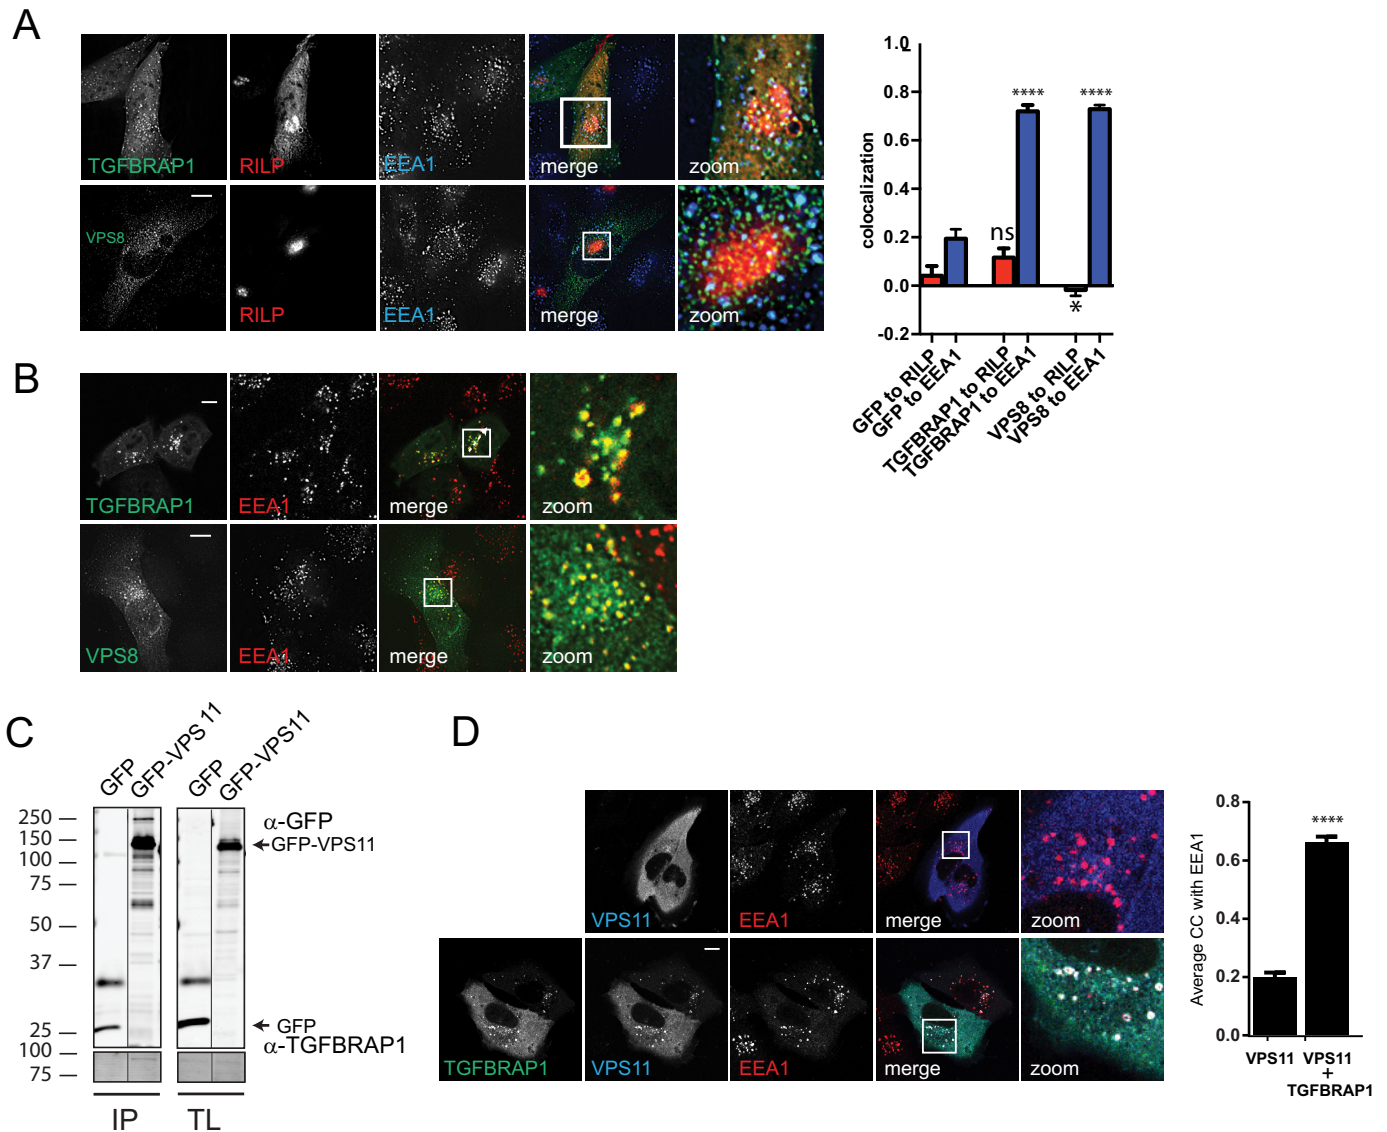 A
TGFBRAP1
RILP
EEA1
merge
zoom
VPS8
RILP
EEA1
merge
zoom
colocalization
1.0
0.8
0.6
0.4
0.2
0.0
-0.2
ns
****
*
****
GFP to RILP
GFP to EEA1
TGFBRAP1 to RILP
TGFBRAP1 to EEA1
VPS8 to RILP
VPS8 to EEA1
B
TGFBRAP1
EEA1
merge
zoom
VPS8
EEA1
merge
zoom
C
GFP
GFP-VPS11
GFP
GFP-VPS11
250
150
100
75
50
37
25
100
75
α-GFP
GFP-VPS11
GFP
α-TGFBRAP1
IP
TL
D
VPS11
EEA1
merge
zoom
TGFBRAP1
VPS11
EEA1
merge
zoom
Average CC with EEA1
0.8
0.6
0.4
0.2
0.0
****
VPS11
VPS11
+
TGFBRAP1